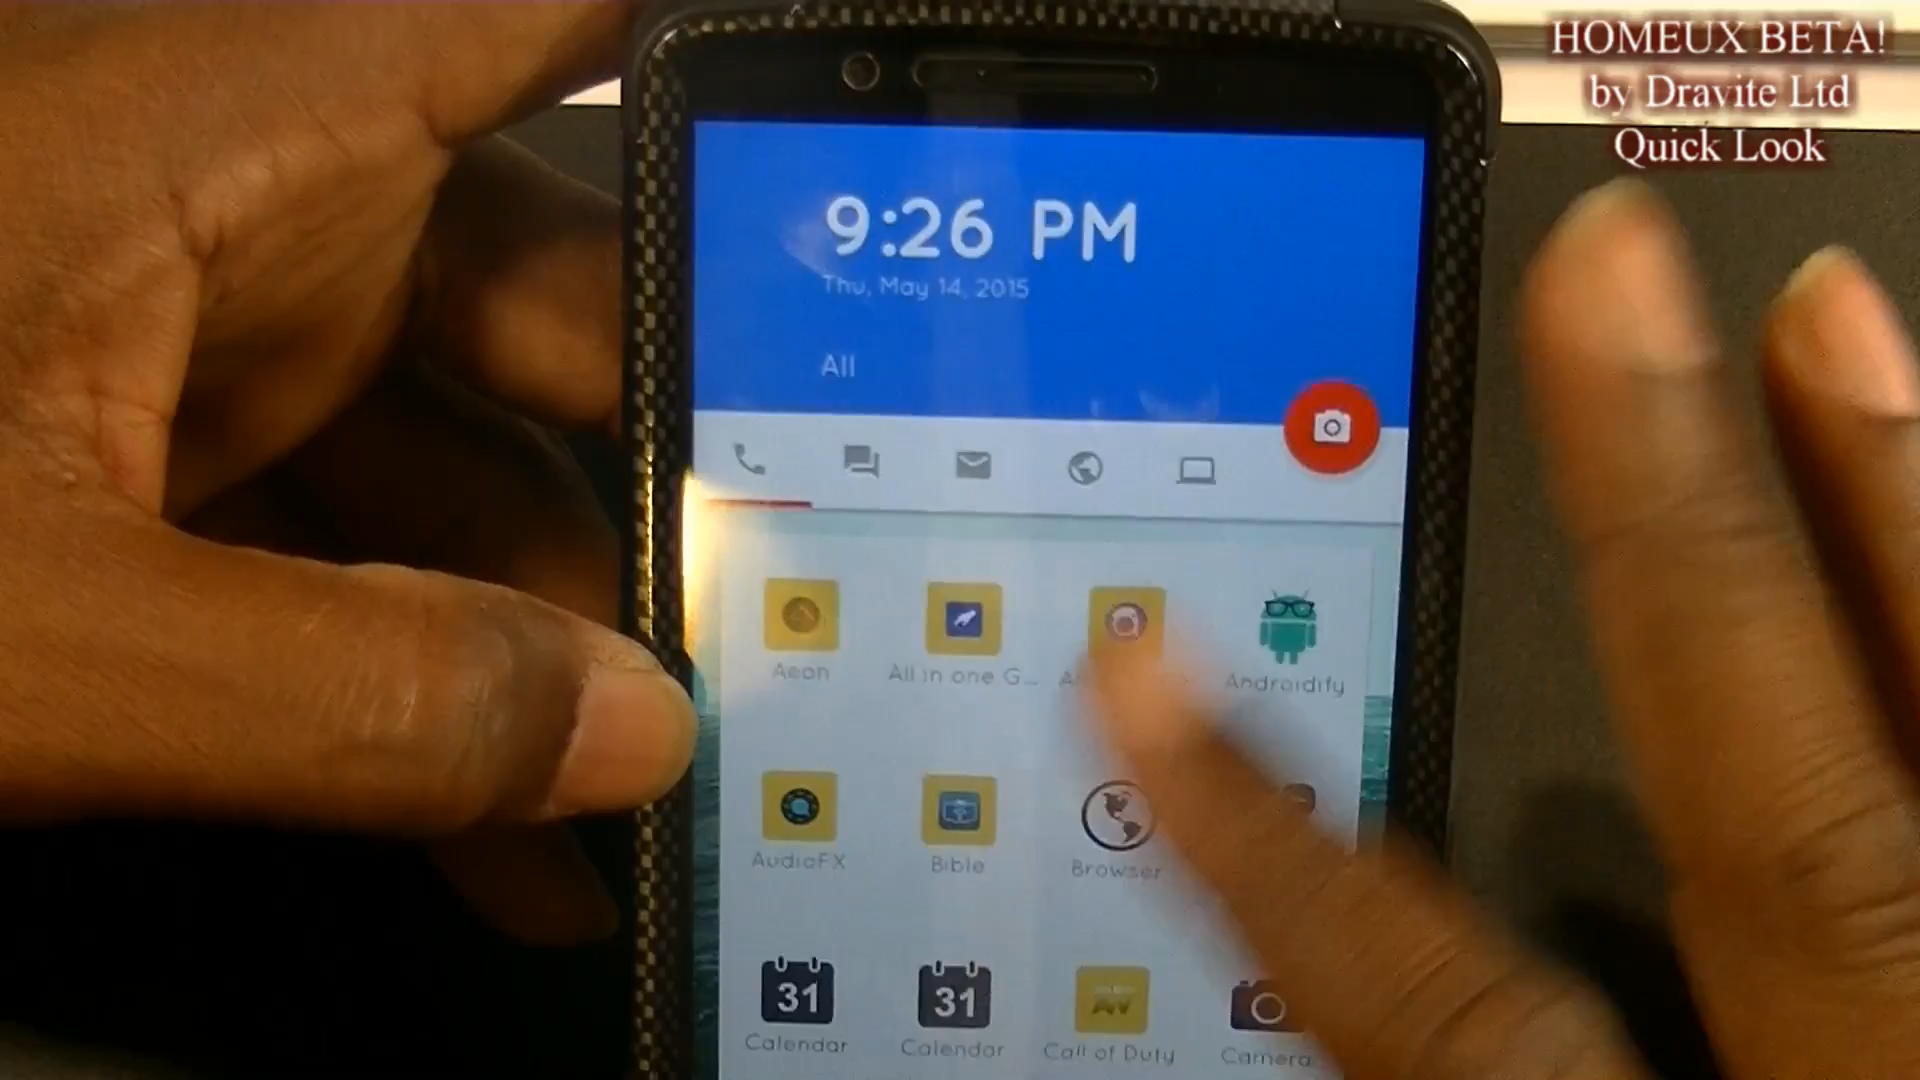 HOMEUX BETA!
by Dravite Ltd
Quick Look
9:26 PM
Thu, May 14, 2015
All
Aeon
All in one G...
Androidify
AudioFX
Bible
Browser
31
31
AW
Calendar
Calendar
Call of Duty
Camera